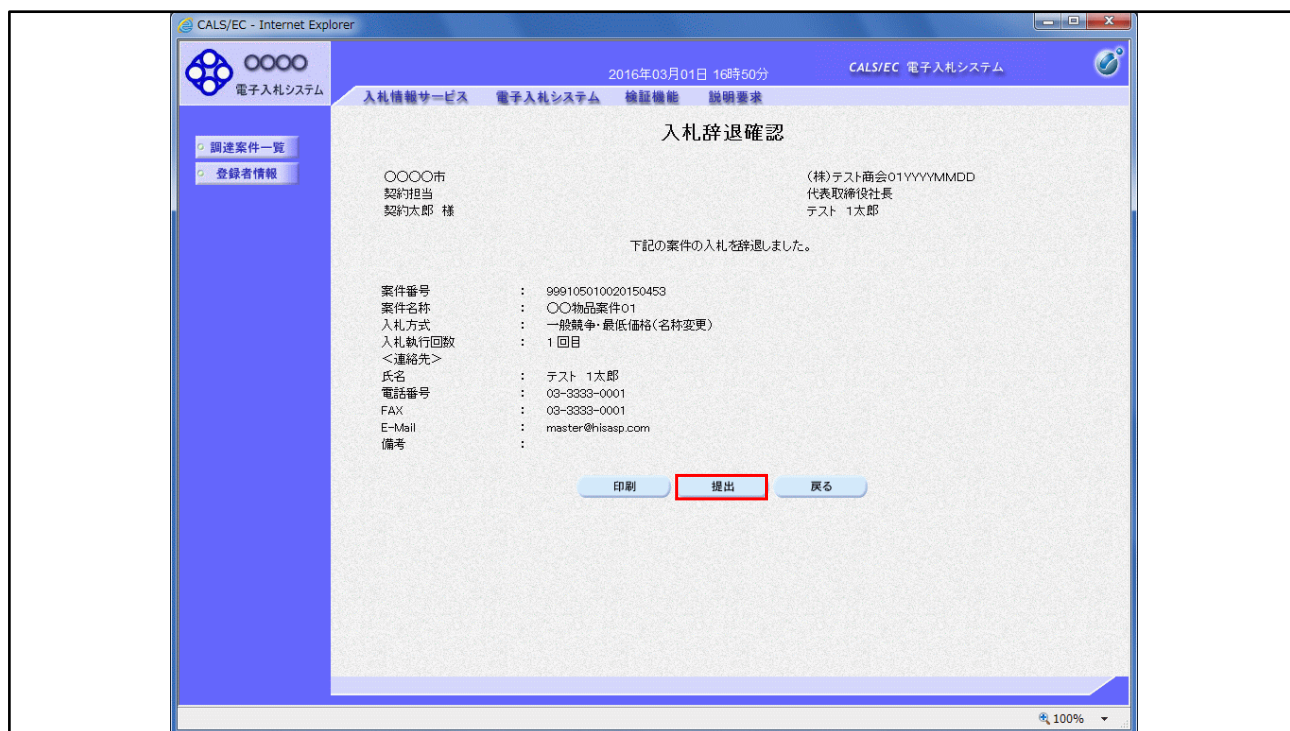 CALS/EC - Internet Explorer
○○○○
電子入札システム
2016年03月01日 16時50分
CALS/EC 電子入札システム
入札情報サービス 電子入札システム 検証機能 説明要求
調達案件一覧
登録者情報
入札辞退確認
○○○○市
契約担当
契約太郎 様
(株)テスト商会01YYYYMMDD
代表取締役社長
テスト 1太郎
下記の案件の入札を辞退しました。
案件番号 : 999105010020150453
案件名称 : ○○物品案件01
入札方式 : 一般競争・最低価格(名称変更)
入札執行回数 : 1回目
<連絡先>
氏名 : テスト 1太郎
電話番号 : 03-3333-0001
FAX : 03-3333-0001
E-Mail : master@hisasp.com
備考 :
印刷 提出 戻る
100%